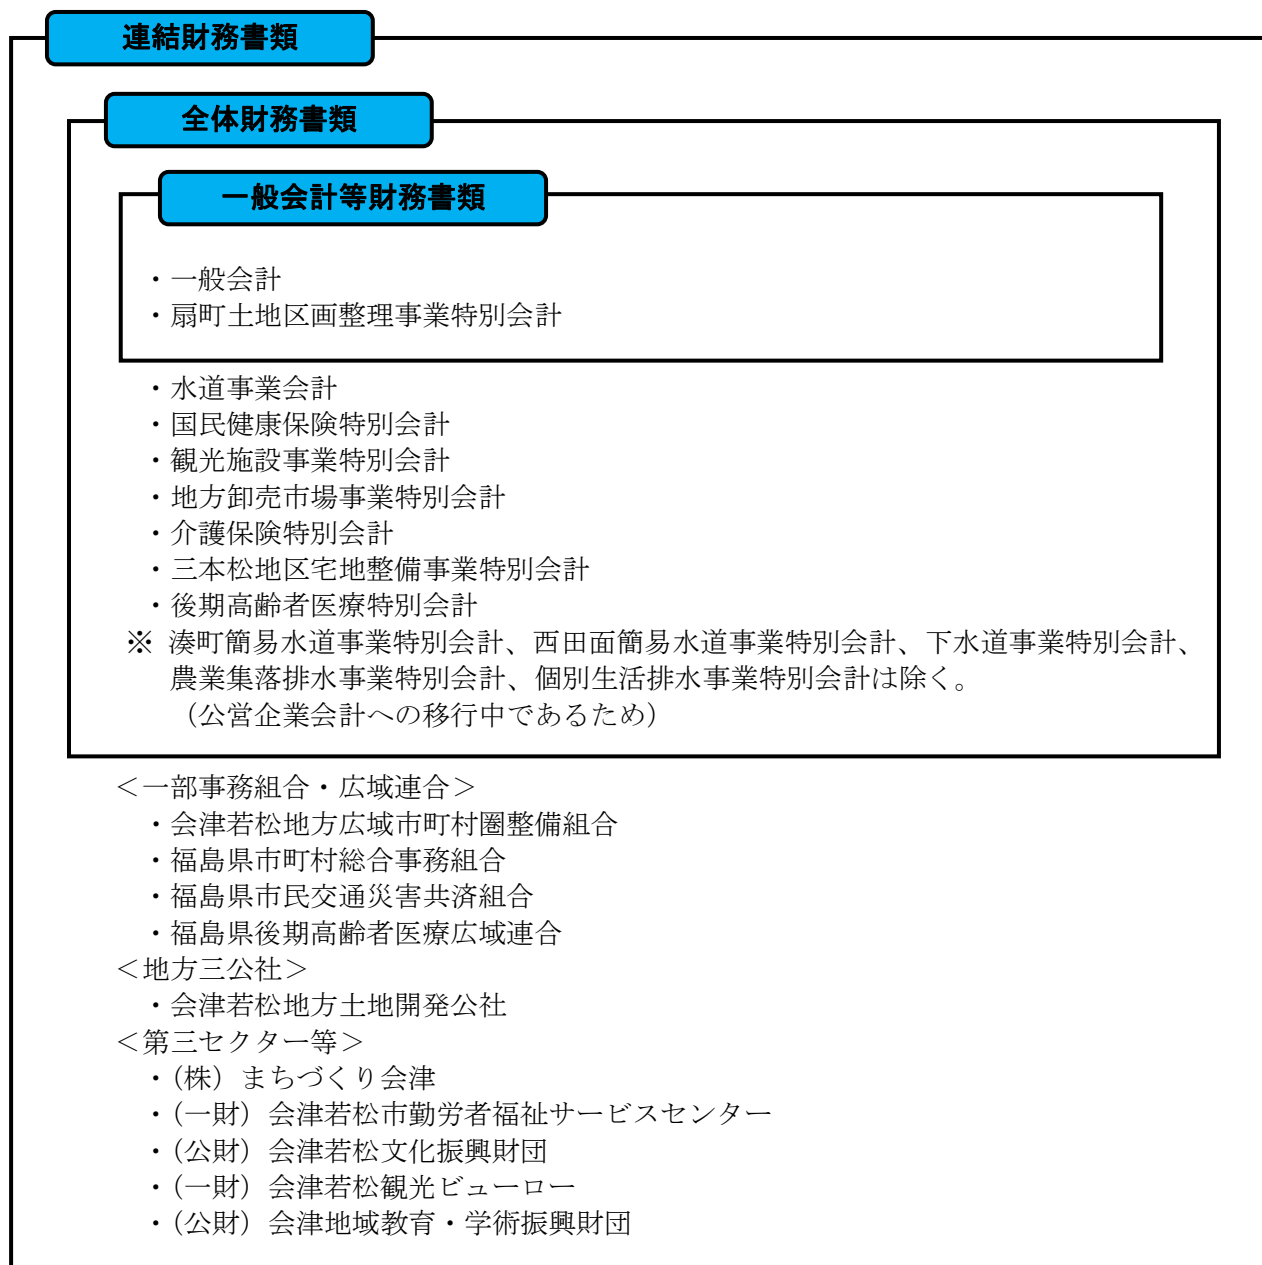 連結財務書類
全体財務書類
一般会計等財務書類
・一般会計
・扇町土地区画整理事業特別会計
・水道事業会計
・国民健康保険特別会計
・観光施設事業特別会計
・地方卸売市場事業特別会計
・介護保険特別会計
・三本松地区宅地整備事業特別会計
・後期高齢者医療特別会計
※ 湊町簡易水道事業特別会計、西田面簡易水道事業特別会計、下水道事業特別会計、
農業集落排水事業特別会計、個別生活排水事業特別会計は除く。
（公営企業会計への移行中であるため）
＜一部事務組合・広域連合＞
・会津若松地方広域市町村圏整備組合
・福島県市町村総合事務組合
・福島県市民交通災害共済組合
・福島県後期高齢者医療広域連合
＜地方三公社＞
・会津若松地方土地開発公社
＜第三セクター等＞
・（株）まちづくり会津
・（一財）会津若松市勤労者福祉サービスセンター
・（公財）会津若松文化振興財団
・（一財）会津若松観光ビューロー
・（公財）会津地域教育・学術振興財団